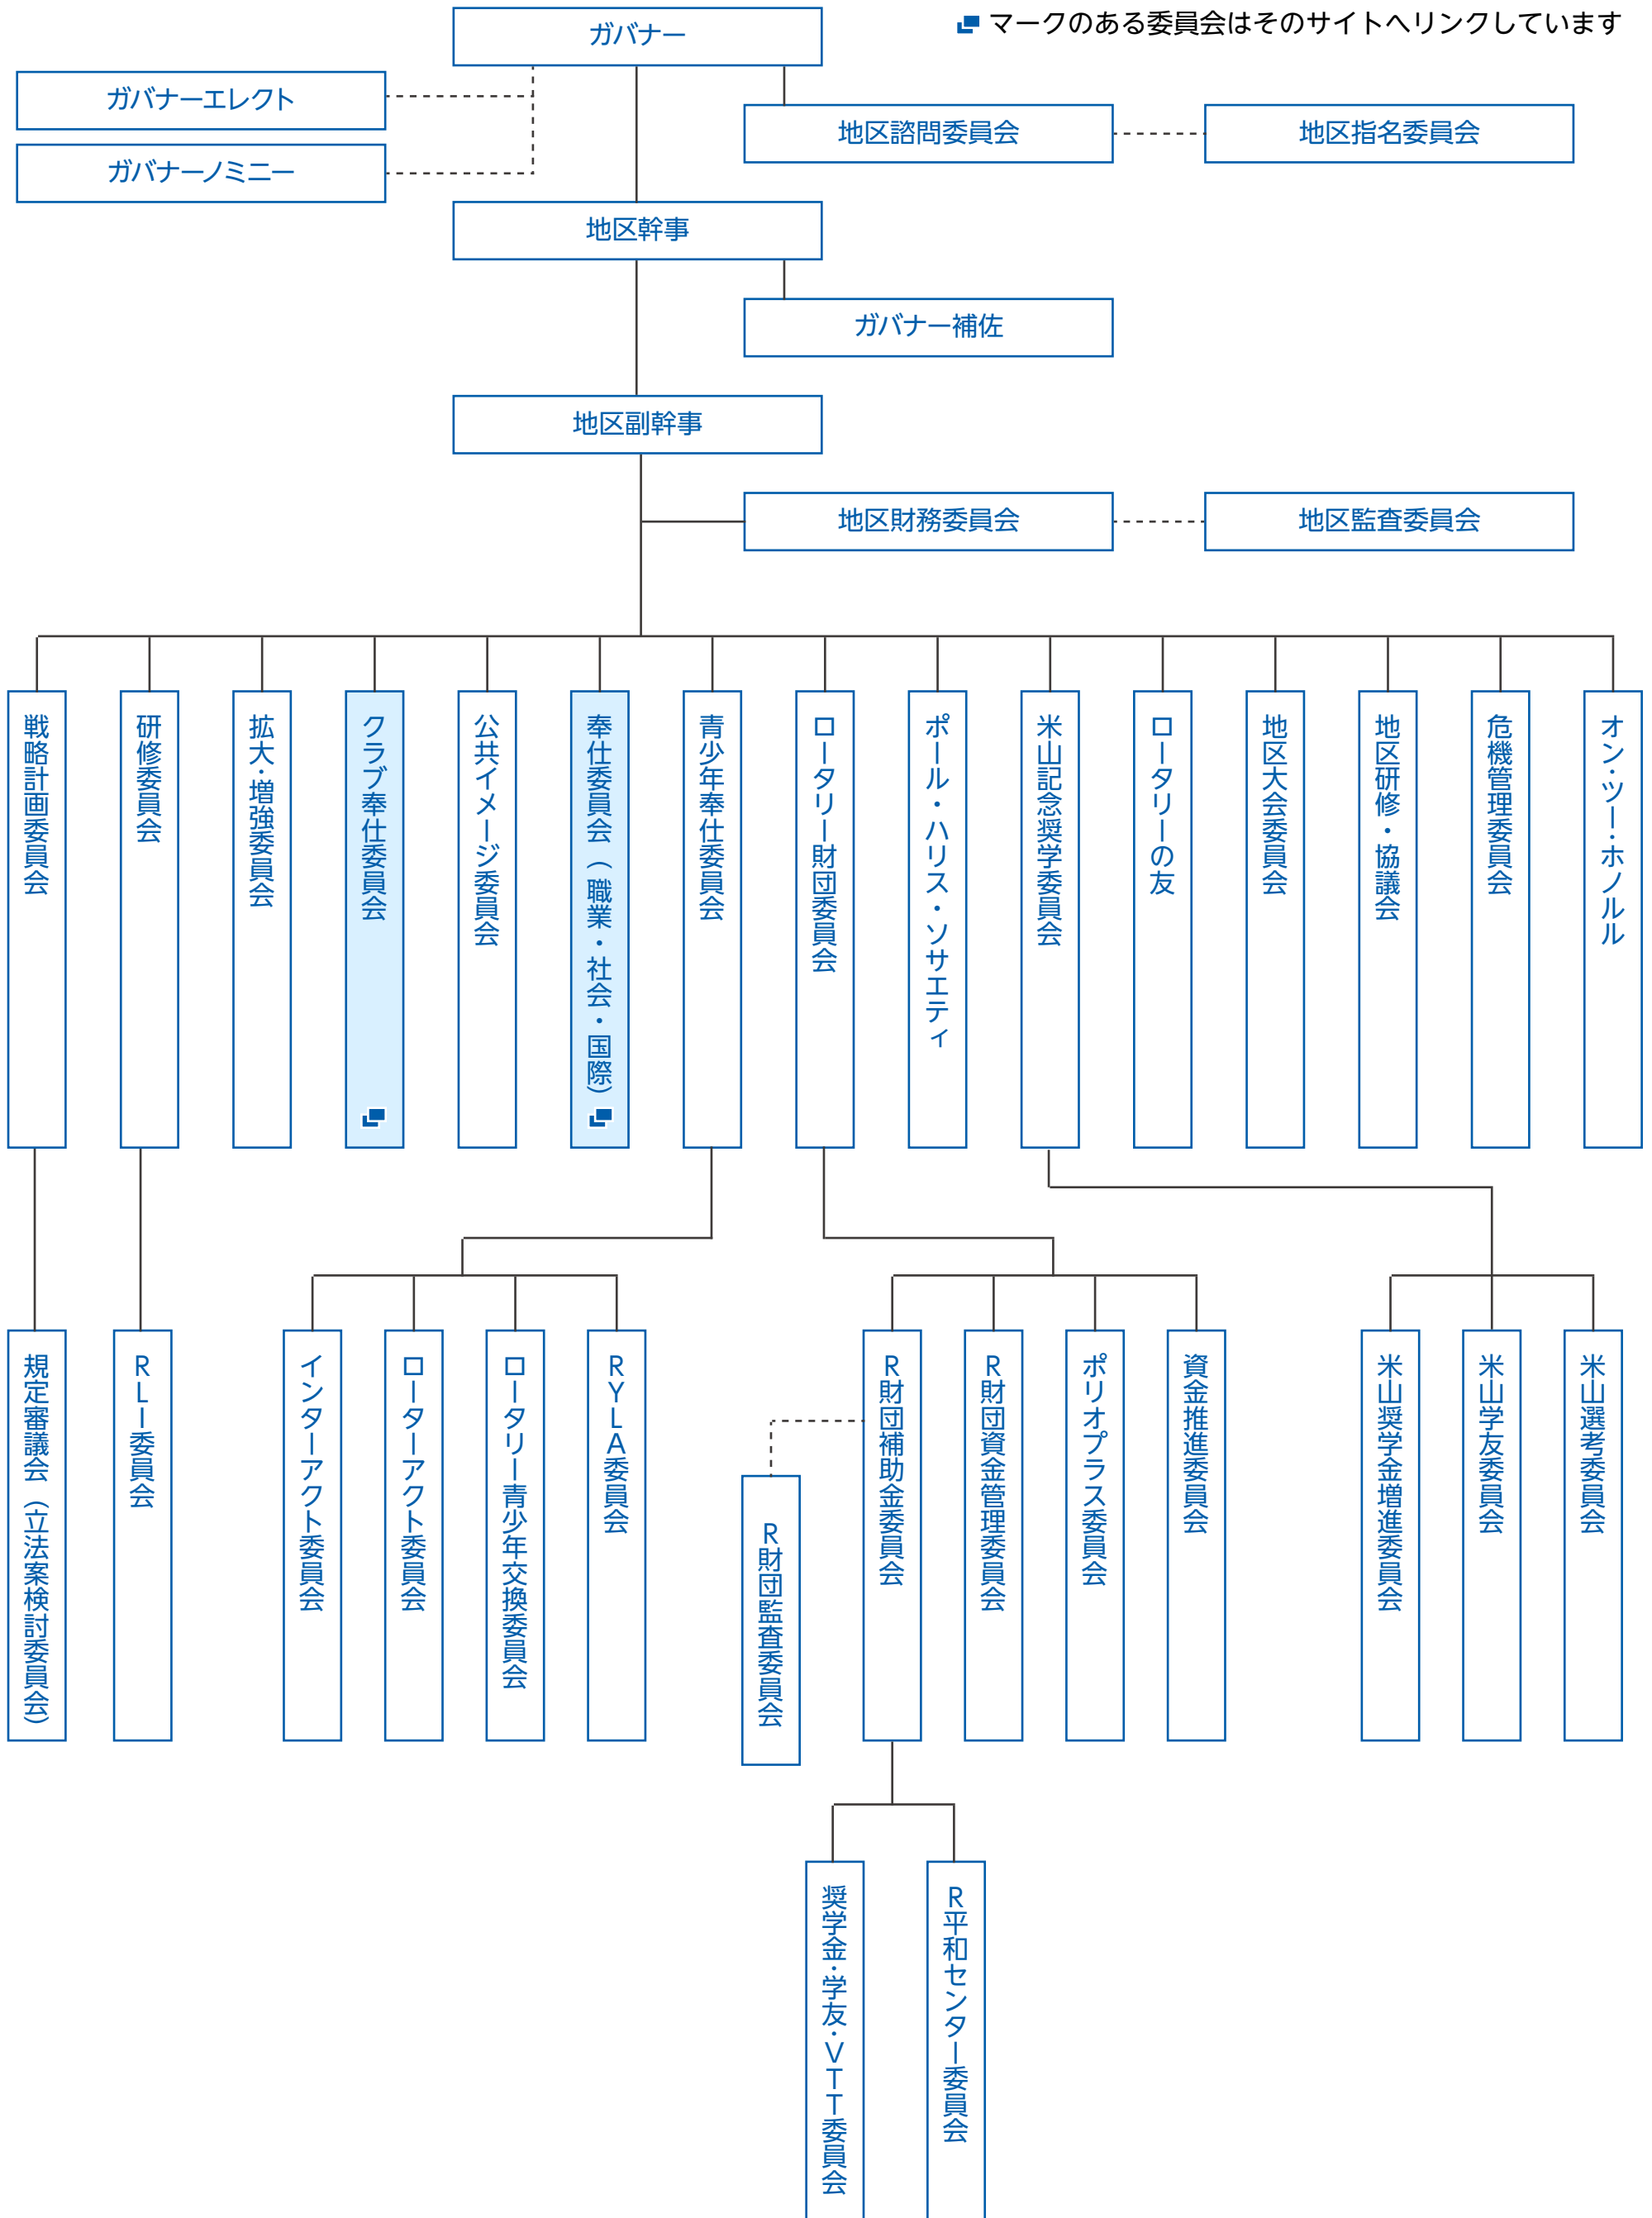 ガバナー
マークのある委員会はそのサイトへリンクしています
ガバナーエレクト
地区諮問委員会
地区指名委員会
ガバナーノミニー
地区幹事
ガバナー補佐
地区副幹事
地区財務委員会
地区監査委員会
戦略計画委員会
研修委員会
拡大・増強委員会
クラブ奉仕委員会
公共イメージ委員会
奉仕委員会（職業・社会・国際）
青少年奉仕委員会
ロータリー財団委員会
ポール・ハリス・ソサエティ
米山記念奨学委員会
ロータリーの友
地区大会委員会
地区研修・協議会
危機管理委員会
オン・ツー・ホノルル
規定審議会（立法案検討委員会）
RLI委員会
インターアクト委員会
ローターアクト委員会
ロータリー青少年交換委員会
RYLA委員会
R財団監査委員会
R財団補助金委員会
R財団資金管理委員会
ポリオプラス委員会
資金推進委員会
米山奨学金増進委員会
米山学友委員会
米山選考委員会
奨学金・学友・VTT委員会
R平和センター委員会